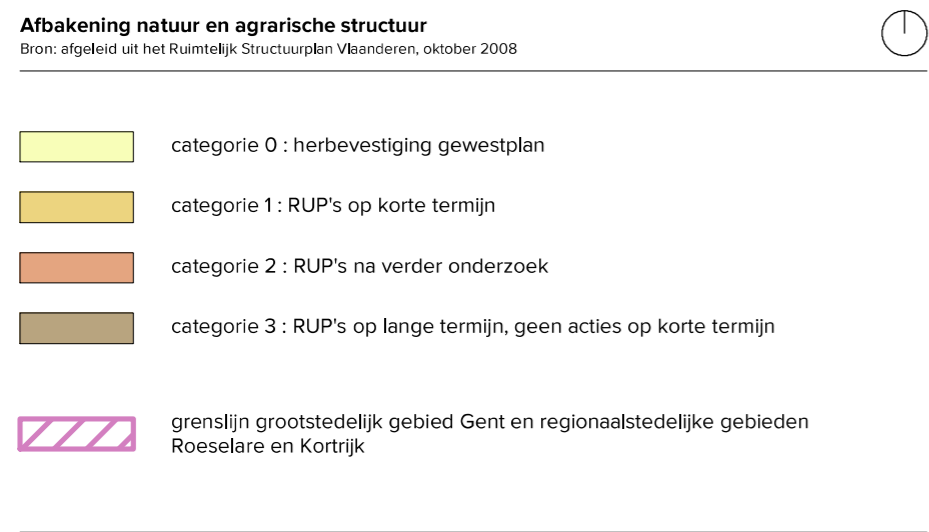 Afbakening natuur en agrarische structuur
Bron: afgeleid uit het Ruimtelijk Structuurplan Vlaanderen, oktober 2008
categorie 0 : herbevestiging gewestplan
categorie 1 : RUP's op korte termijn
categorie 2 : RUP's na verder onderzoek
categorie 3 : RUP's op lange termijn, geen acties op korte termijn
grenslijn grootstedelijk gebied Gent en regionaalstedelijke gebieden
Roeselare en Kortrijk